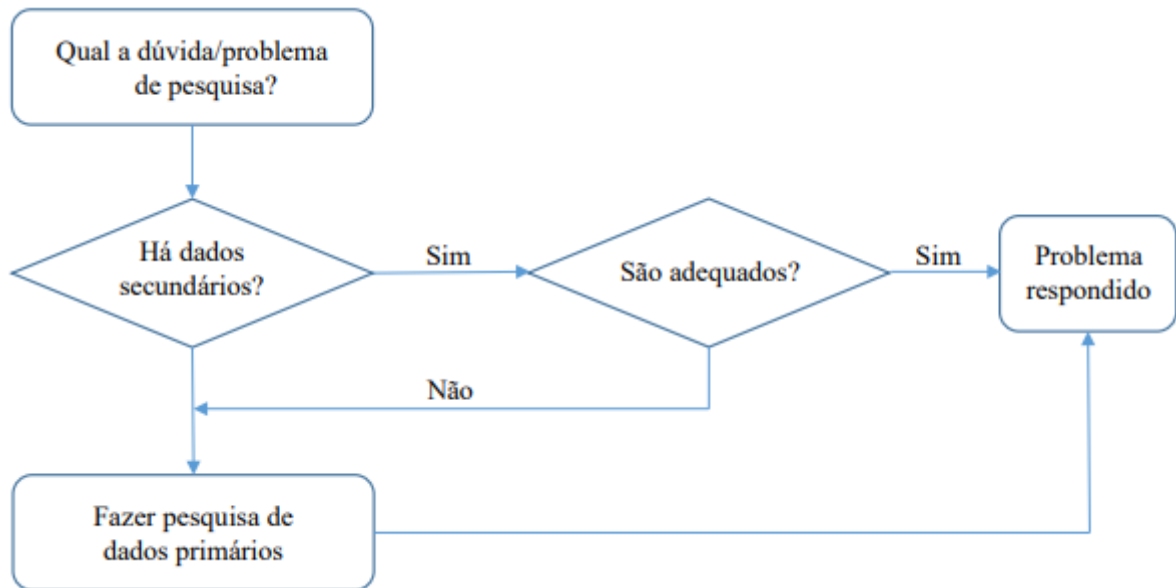 Qual a dúvida/problema
de pesquisa?
Há dados
secundários?
Sim
São adequados?
Sim
Problema
respondido
Não
Fazer pesquisa de
dados primários